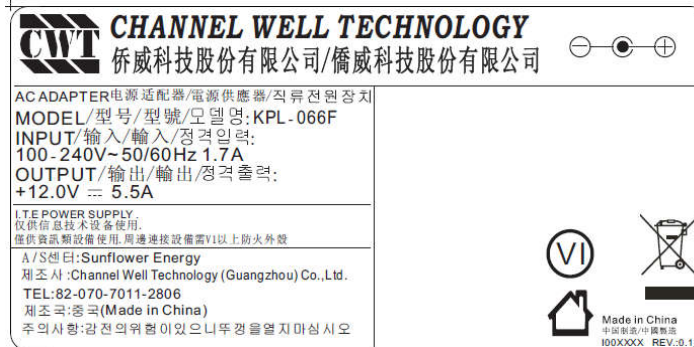 CWT CHANNEL WELL TECHNOLOGY
侨威科技股份有限公司/僑威科技股份有限公司
AC ADAPTER电源适配器/電源供應器/직류전원장치
MODEL/型号/型號/모델명:KPL-066F
INPUT/输入/輸入/정격입력:
100-240V~50/60Hz 1.7A
OUTPUT/输出/輸出/정격출력:
+12.0V ⎓ 5.5A
I.T.E POWER SUPPLY.
仅供信息技术设备使用.
僅供資訊類設備使用.周邊連接設備需V1以上防火外殼
A/S센터:Sunflower Energy
제조사:Channel Well Technology (Guangzhou) Co.,Ltd.
TEL:82-070-7011-2806
제조국:중국(Made in China)
주의사항:감전의위험이있으니뚜껑을열지마십시오
VI
Made in China
中国制造/中國製造
I00XXXX REV.:0.1